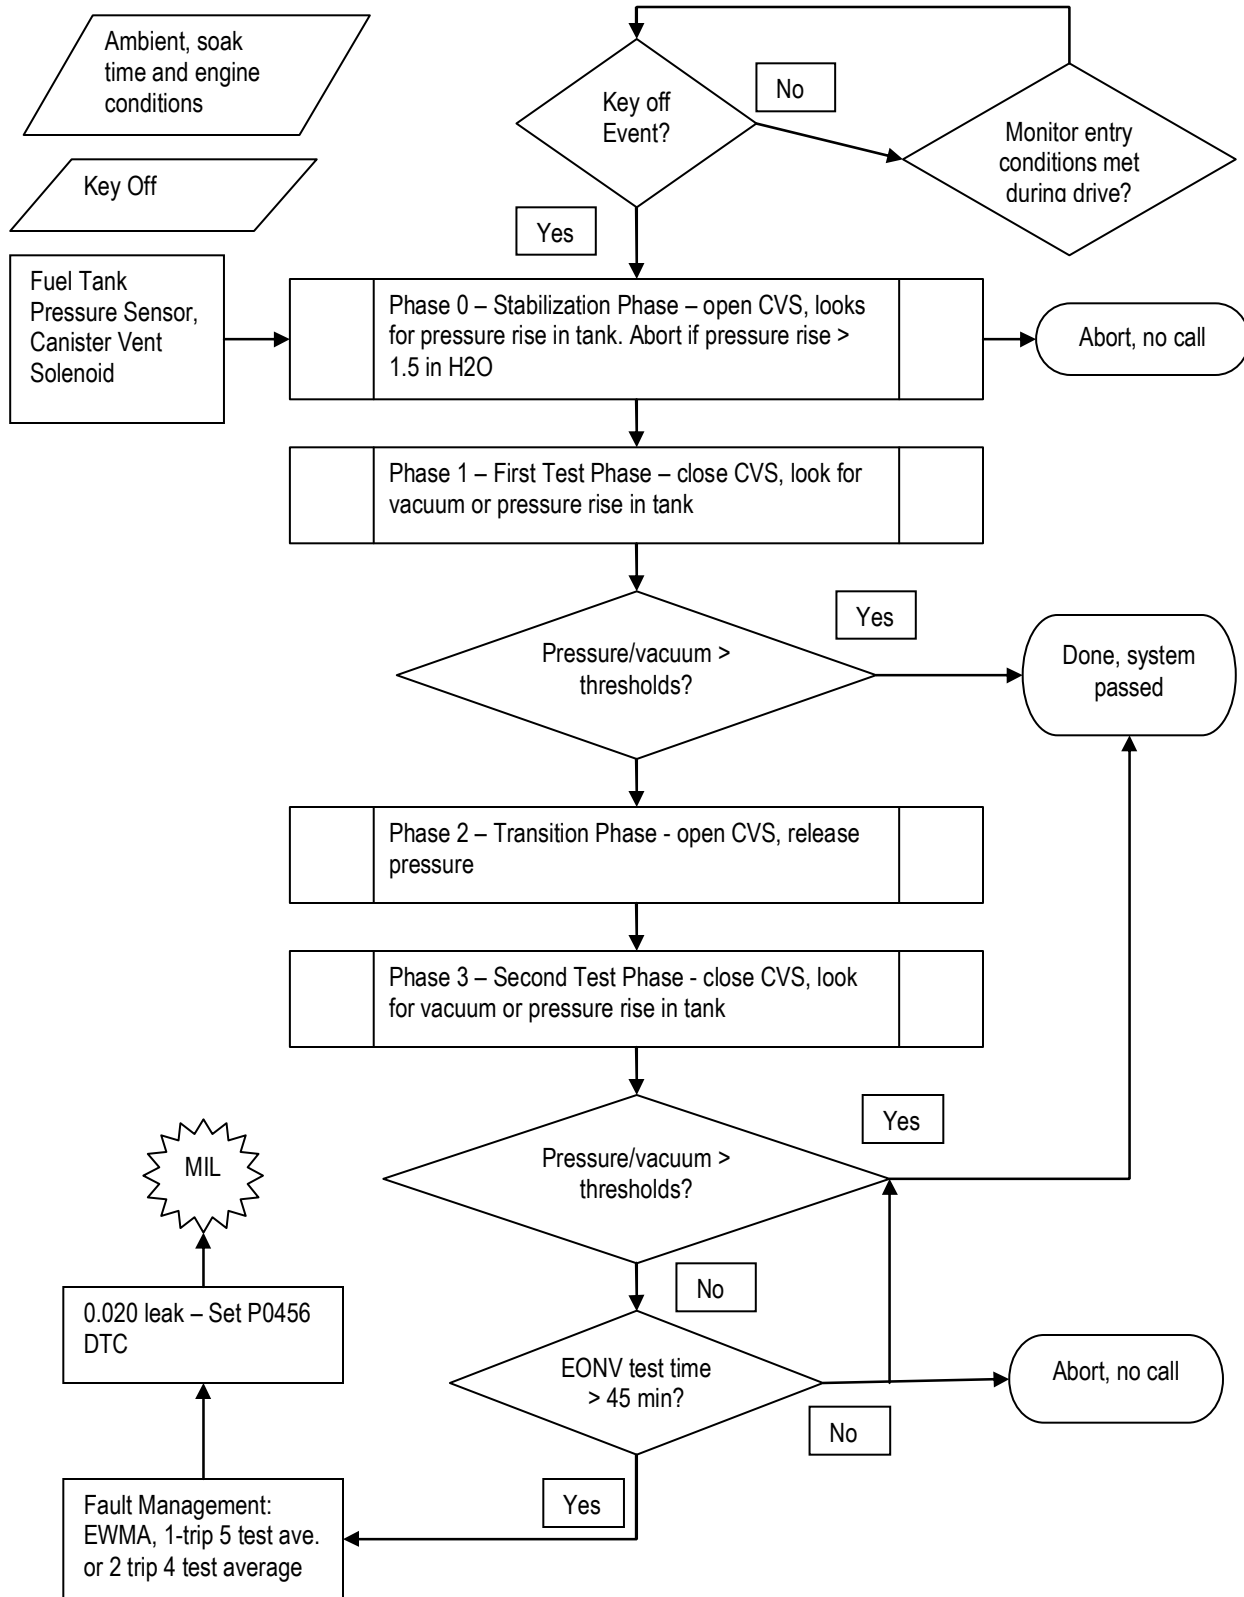 Ambient, soak
time and engine
conditions
Key off
Event?
No
Monitor entry
conditions met
during drive?
Key Off
Yes
Fuel Tank
Pressure Sensor,
Canister Vent
Solenoid
Phase 0 – Stabilization Phase – open CVS, looks
for pressure rise in tank. Abort if pressure rise >
1.5 in H2O
Abort, no call
Phase 1 – First Test Phase – close CVS, look for
vacuum or pressure rise in tank
Pressure/vacuum >
thresholds?
Yes
Done, system
passed
Phase 2 – Transition Phase - open CVS, release
pressure
Phase 3 – Second Test Phase - close CVS, look
for vacuum or pressure rise in tank
Pressure/vacuum >
thresholds?
Yes
MIL
No
0.020 leak – Set P0456
DTC
EONV test time
> 45 min?
No
Abort, no call
Yes
Fault Management:
EWMA, 1-trip 5 test ave.
or 2 trip 4 test average